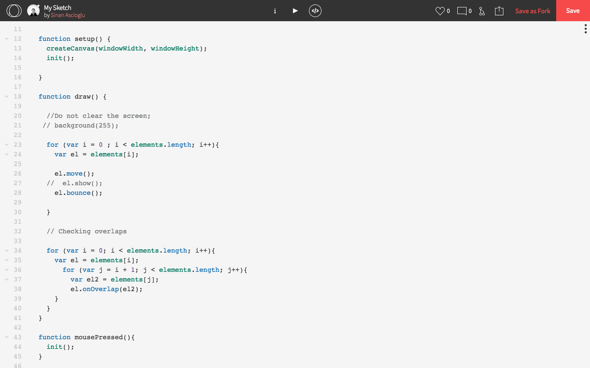 My Sketch
by Sinan Ascioglu
i
</>
0
0
Save as Fork
Save
11
12 function setup() {
13 createCanvas(windowWidth, windowHeight);
14 init();
15
16 }
17
18 function draw() {
19
20 //Do not clear the screen;
21 // background(255);
22
23 for (var i = 0 ; i < elements.length; i++){
24 var el = elements[i];
25
26 el.move();
27 // el.show();
28 el.bounce();
29
30 }
31
32 // Checking overlaps
33
34 for (var i = 0; i < elements.length; i++){
35 var el = elements[i];
36 for (var j = i + 1; j < elements.length; j++){
37 var el2 = elements[j];
38 el.onOverlap(el2);
39 }
40 }
41 }
42
43 function mousePressed(){
44 init();
45 }
46